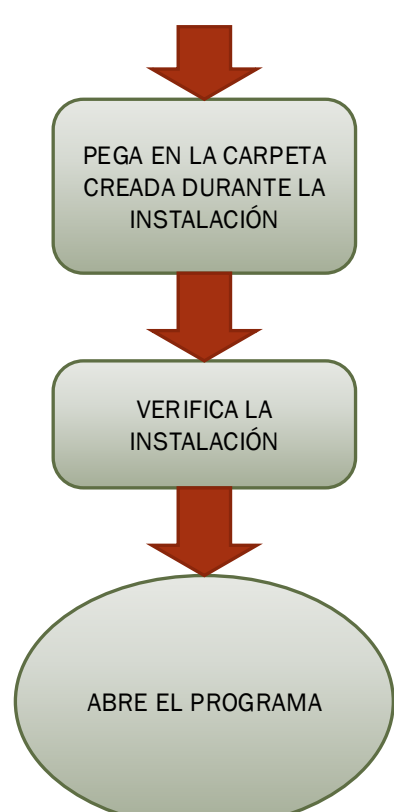 PEGA EN LA CARPETA
CREADA DURANTE LA
INSTALACIÓN
VERIFICA LA
INSTALACIÓN
ABRE EL PROGRAMA